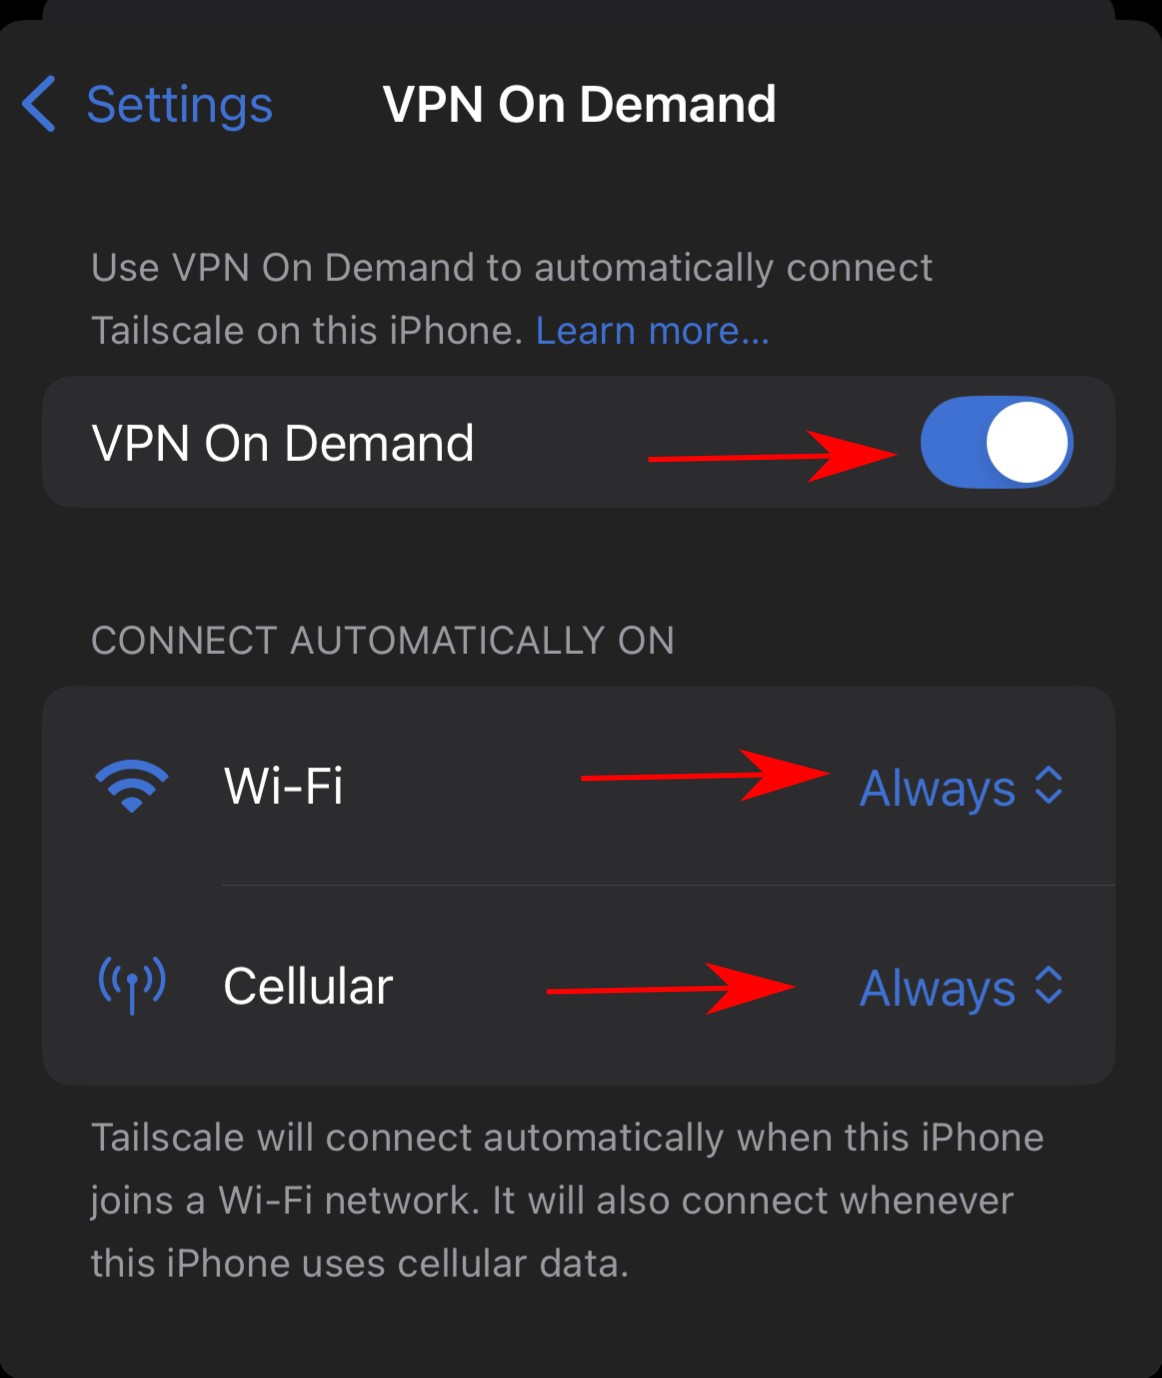 Settings
VPN On Demand
Use VPN On Demand to automatically connect
Tailscale on this iPhone. Learn more...
VPN On Demand
CONNECT AUTOMATICALLY ON
Wi-Fi
Always
Cellular
Always
Tailscale will connect automatically when this iPhone
joins a Wi-Fi network. It will also connect whenever
this iPhone uses cellular data.